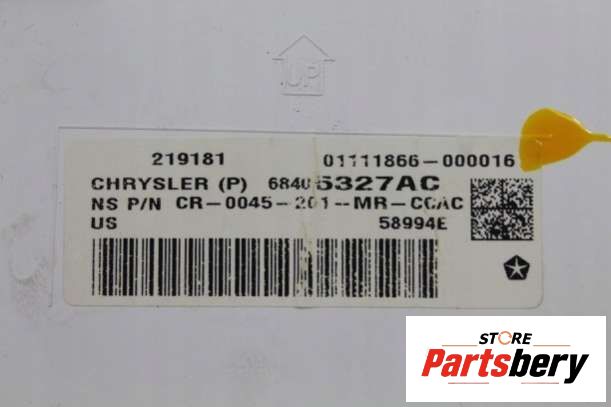 UP
219181 01111866-000016
CHRYSLER (P) 68405327AC
NS P/N CR-0045-201--MR-CCAC
US 58994E
STORE
Partsbery